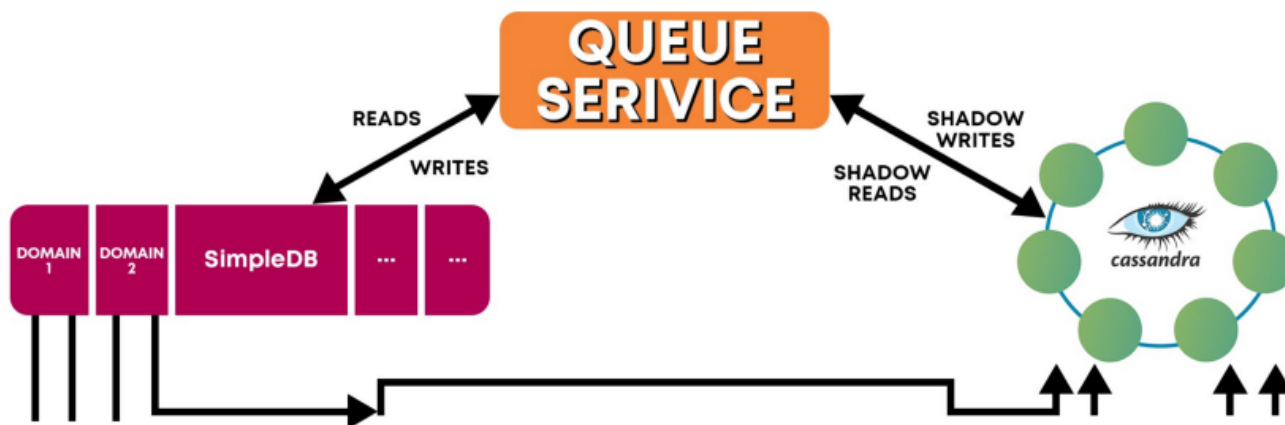 QUEUE
SERIVICE
READS
WRITES
SHADOW
WRITES
SHADOW
READS
DOMAIN
1
DOMAIN
2
SimpleDB
...
...
cassandra